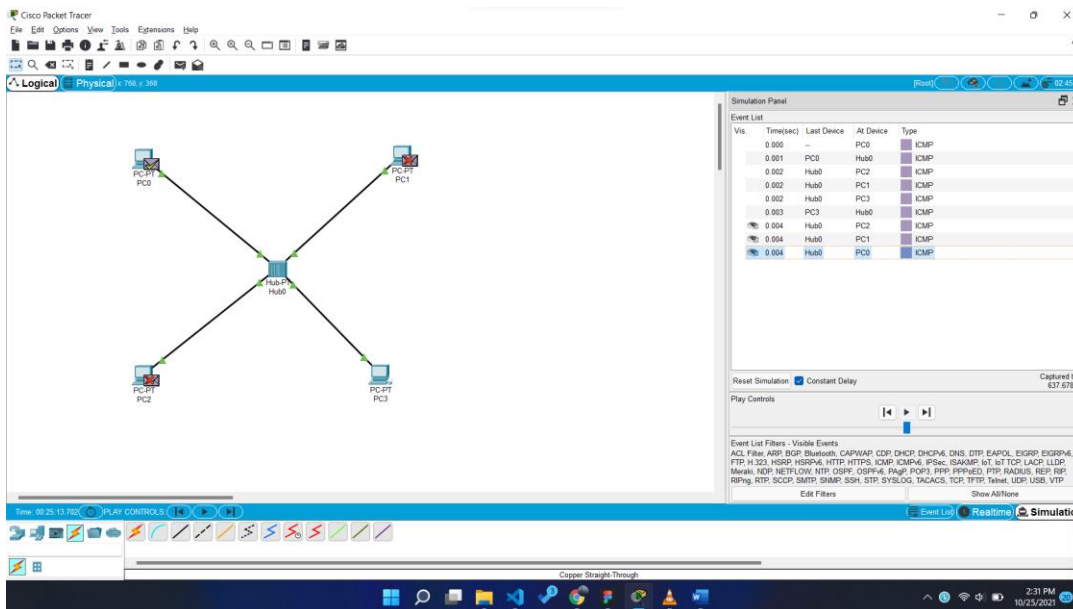 Cisco Packet Tracer
File Edit Options View Tools Extensions Help
Logical Physical x: 768, y: 368 [Root] 02:45
Simulation Panel
Event List
Vis. Time(sec) Last Device At Device Type
0.000 -- PC0 ICMP
0.001 PC0 Hub0 ICMP
0.002 Hub0 PC2 ICMP
0.002 Hub0 PC1 ICMP
0.002 Hub0 PC3 ICMP
0.003 PC3 Hub0 ICMP
0.004 Hub0 PC2 ICMP
0.004 Hub0 PC1 ICMP
0.004 Hub0 PC0 ICMP
PC-PT
PC0
PC-PT
PC1
Hub-PT
Hub0
PC-PT
PC2
PC-PT
PC3
Reset Simulation Constant Delay Captured t
637.678
Play Controls
Event List Filters - Visible Events
ACL Filter, ARP, BGP, Bluetooth, CAPWAP, CDP, DHCP, DHCPv6, DNS, DTP, EAPOL, EIGRP, EIGRPv6,
FTP, H.323, HSRP, HSRPv6, HTTP, HTTPS, ICMP, ICMPv6, IPSec, ISAKMP, IoT, IoT TCP, LACP, LLDP,
Meraki, NDP, NETFLOW, NTP, OSPF, OSPFv6, PAgP, POP3, PPP, PPPoED, PTP, RADIUS, REP, RIP,
RIPng, RTP, SCCP, SMTP, SNMP, SSH, STP, SYSLOG, TACACS, TCP, TFTP, Telnet, UDP, USB, VTP
Edit Filters Show All/None
Time: 00:25:13.702 PLAY CONTROLS: Event List Realtime Simulatio
Copper Straight-Through
2:31 PM
10/25/2021